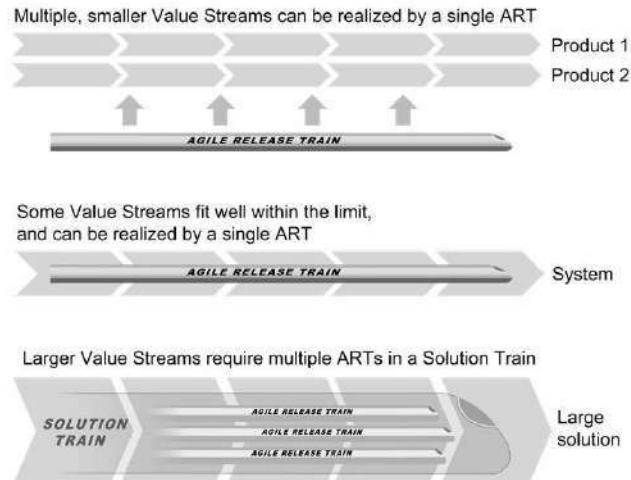 Multiple, smaller Value Streams can be realized by a single ART
Product 1
Product 2
AGILE RELEASE TRAIN
Some Value Streams fit well within the limit,
and can be realized by a single ART
AGILE RELEASE TRAIN
System
Larger Value Streams require multiple ARTs in a Solution Train
SOLUTION
TRAIN
AGILE RELEASE TRAIN
AGILE RELEASE TRAIN
AGILE RELEASE TRAIN
Large
solution